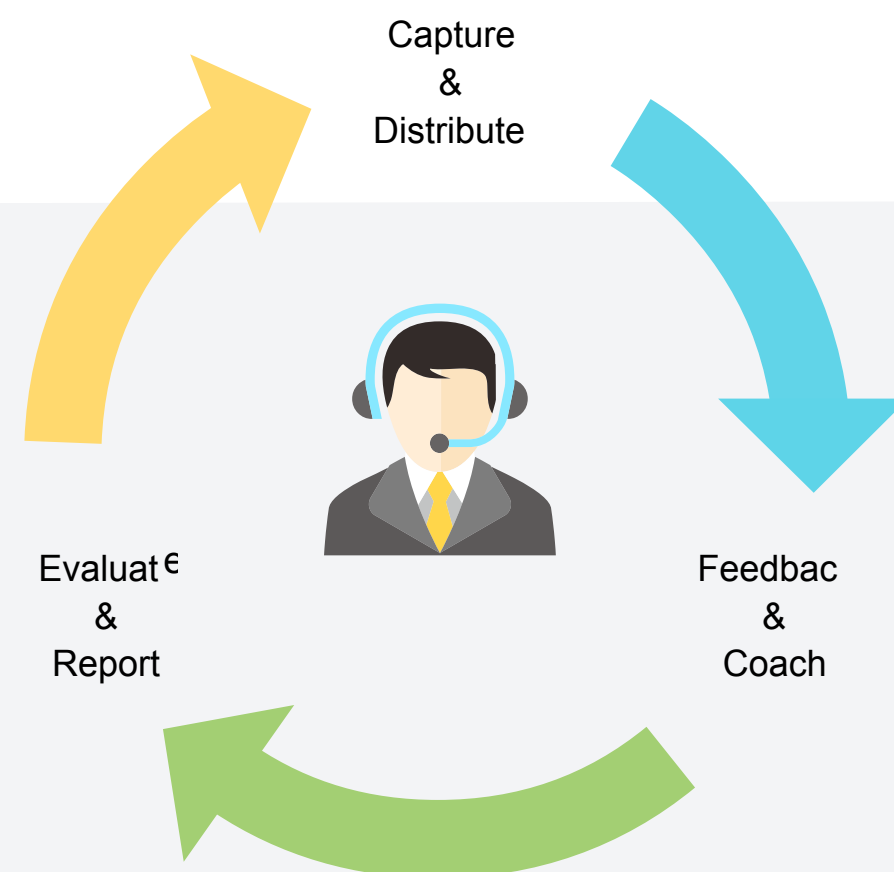 Capture
&
Distribute
Evaluate
&
Report
Feedbac
&
Coach